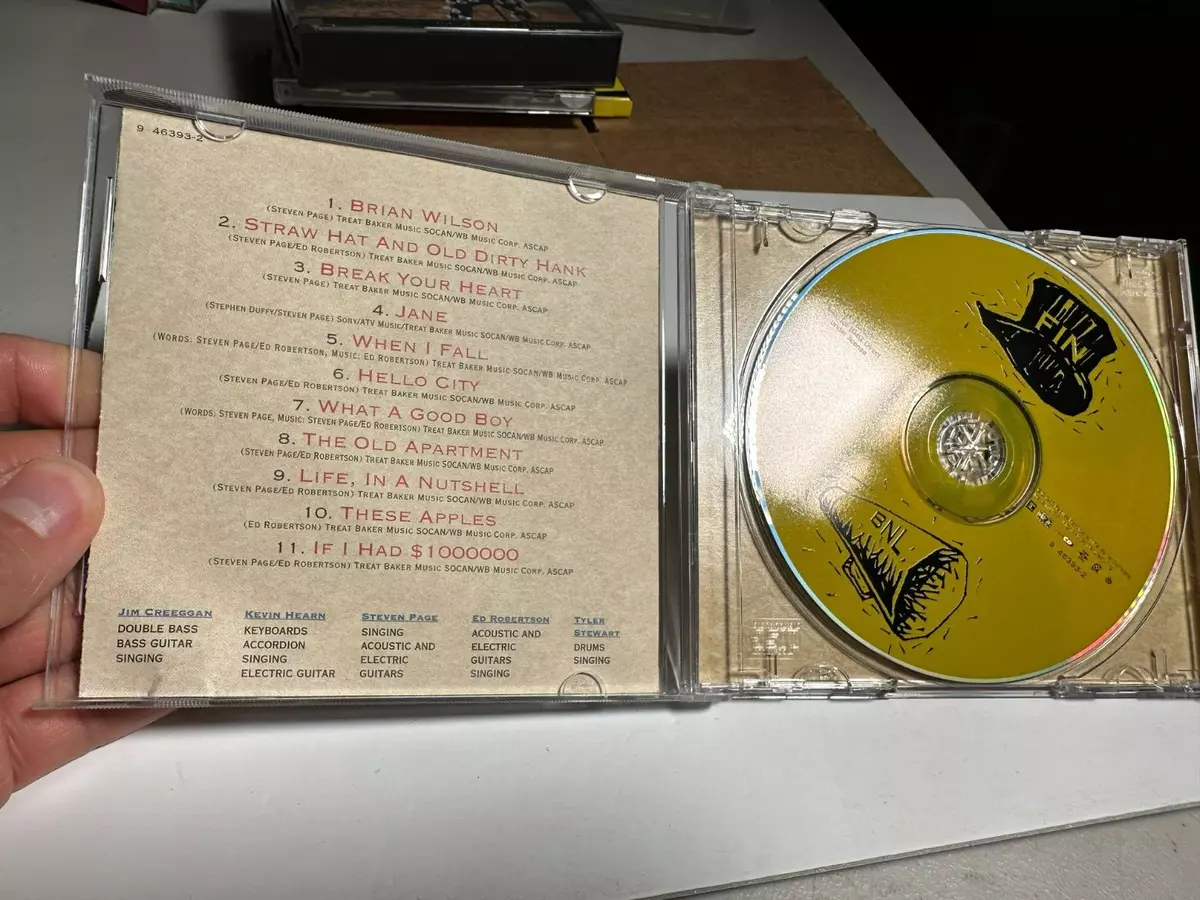 9 46393-2
1. BRIAN WILSON
(STEVEN PAGE) TREAT BAKER MUSIC SOCAN/WB MUSIC CORP. ASCAP
2. STRAW HAT AND OLD DIRTY HANK
(STEVEN PAGE/ED ROBERTSON) TREAT BAKER MUSIC SOCAN/WB MUSIC CORP. ASCAP
3. BREAK YOUR HEART
(STEVEN PAGE) TREAT BAKER MUSIC SOCAN/WB MUSIC CORP. ASCAP
4. JANE
(STEPHEN DUFFY/STEVEN PAGE) SONY/ATV MUSIC/TREAT BAKER MUSIC SOCAN/WB MUSIC CORP. ASCAP
5. WHEN I FALL
(WORDS: STEVEN PAGE/ED ROBERTSON, MUSIC: ED ROBERTSON) TREAT BAKER MUSIC SOCAN/WB MUSIC CORP. ASCAP
6. HELLO CITY
(STEVEN PAGE/ED ROBERTSON) TREAT BAKER MUSIC SOCAN/WB MUSIC CORP. ASCAP
7. WHAT A GOOD BOY
(WORDS: STEVEN PAGE, MUSIC: STEVEN PAGE/ED ROBERTSON) TREAT BAKER MUSIC SOCAN/WB MUSIC CORP. ASCAP
8. THE OLD APARTMENT
(STEVEN PAGE/ED ROBERTSON) TREAT BAKER MUSIC SOCAN/WB MUSIC CORP. ASCAP
9. LIFE, IN A NUTSHELL
(STEVEN PAGE/ED ROBERTSON) TREAT BAKER MUSIC SOCAN/WB MUSIC CORP. ASCAP
10. THESE APPLES
(ED ROBERTSON) TREAT BAKER MUSIC SOCAN/WB MUSIC CORP. ASCAP
11. IF I HAD $1000000
(STEVEN PAGE/ED ROBERTSON) TREAT BAKER MUSIC SOCAN/WB MUSIC CORP. ASCAP
JIM CREEGGAN
DOUBLE BASS
BASS GUITAR
SINGING
KEVIN HEARN
KEYBOARDS
ACCORDION
SINGING
ELECTRIC GUITAR
STEVEN PAGE
SINGING
ACOUSTIC AND
ELECTRIC
GUITARS
ED ROBERTSON
ACOUSTIC AND
ELECTRIC
GUITARS
SINGING
TYLER
STEWART
DRUMS
SINGING
FIN
BNL
9 46393-2